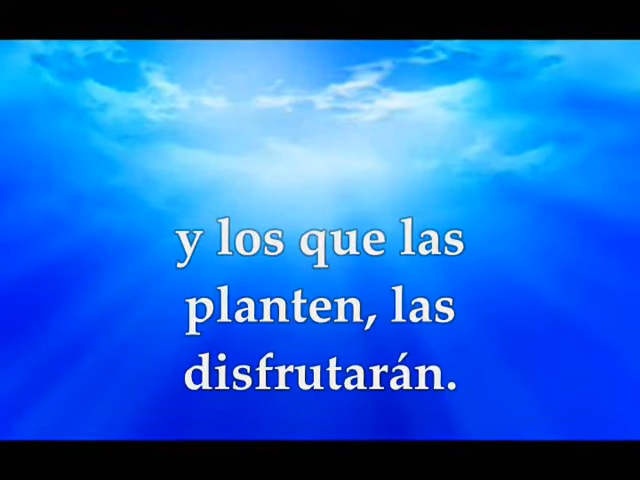 y los que las
planten, las
disfrutarán.